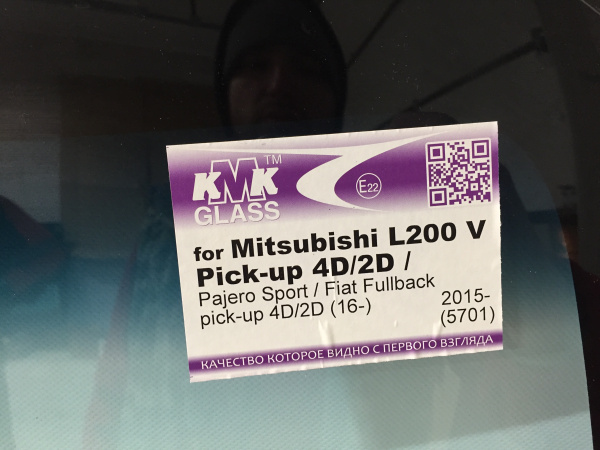 KMK TM
GLASS
E22
for Mitsubishi L200 V
Pick-up 4D/2D /
Pajero Sport / Fiat Fullback
pick-up 4D/2D (16-)
2015-
(5701)
КАЧЕСТВО КОТОРОЕ ВИДНО С ПЕРВОГО ВЗГЛЯДА